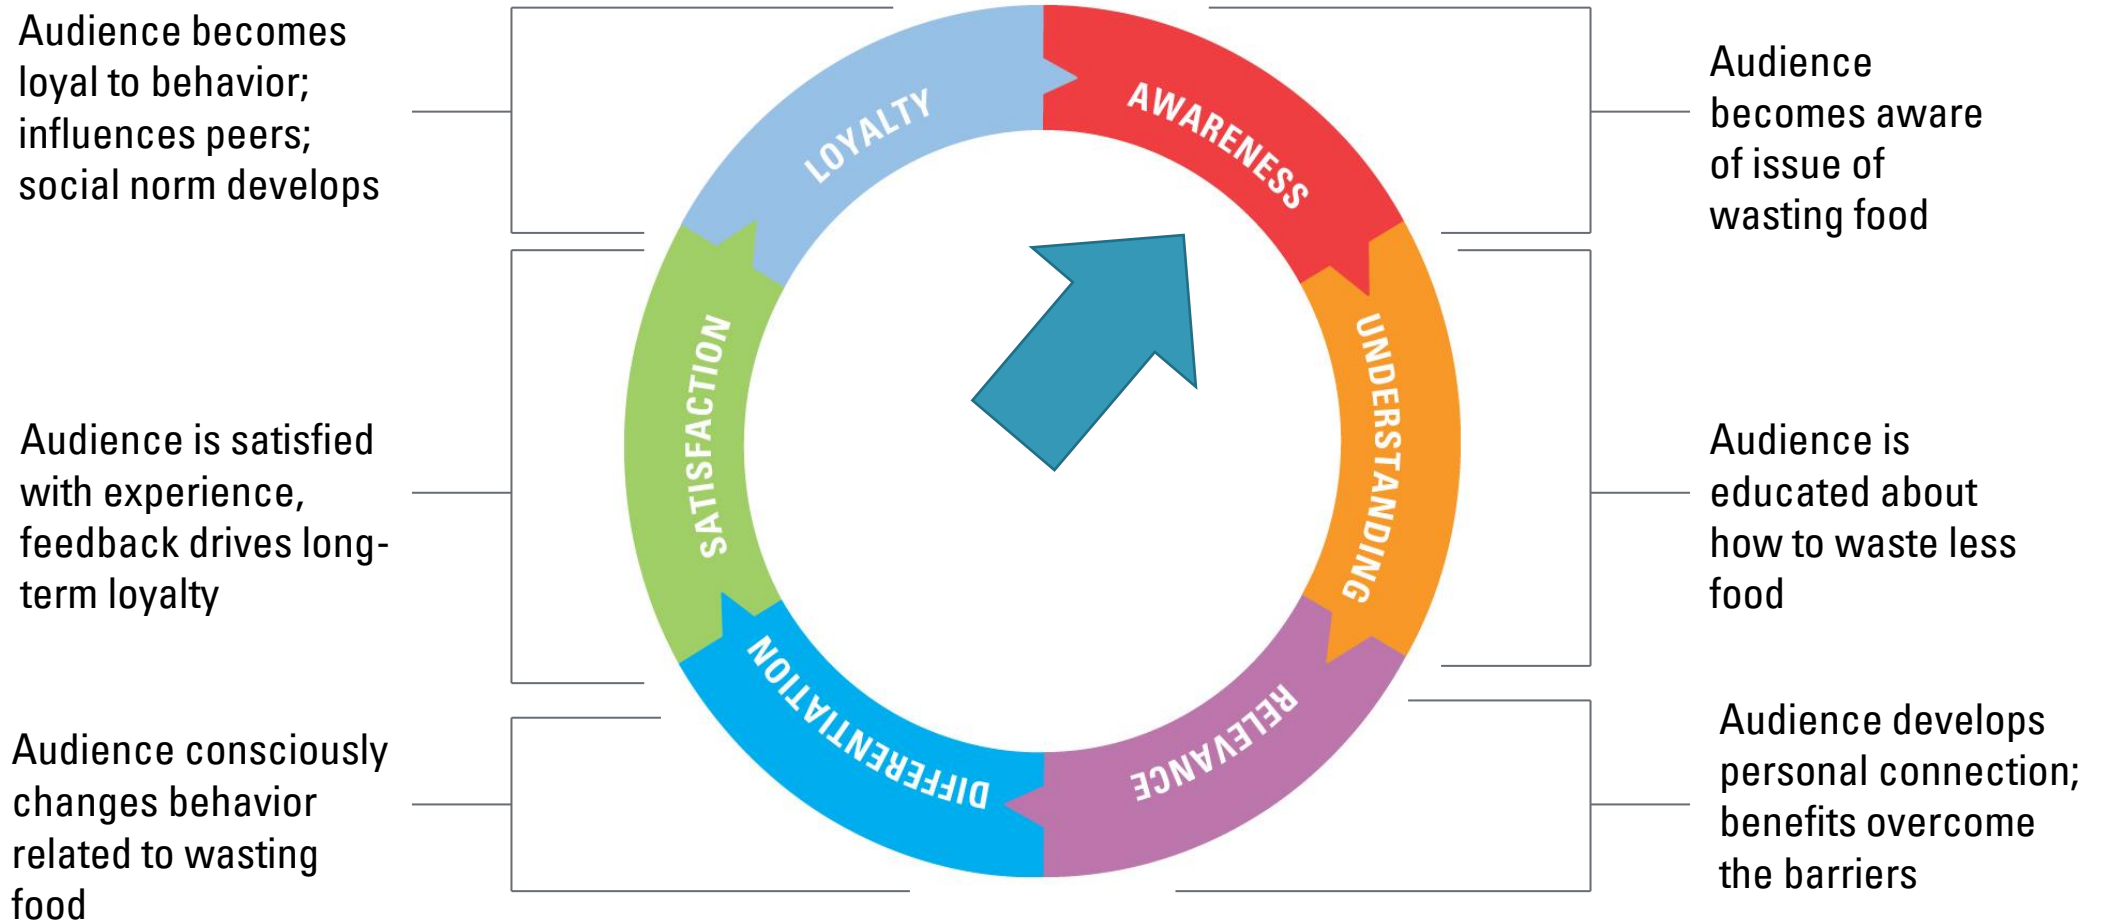 Audience becomes
loyal to behavior;
influences peers;
social norm develops
LOYALTY
AWARENESS
Audience
becomes aware
of issue of
wasting food
Audience is satisfied
with experience,
feedback drives long-
term loyalty
SATISFACTION
UNDERSTANDING
Audience is
educated about
how to waste less
food
Audience consciously
changes behavior
related to wasting
food
DIFFERENTIATION
RELEVANCE
Audience develops
personal connection;
benefits overcome
the barriers